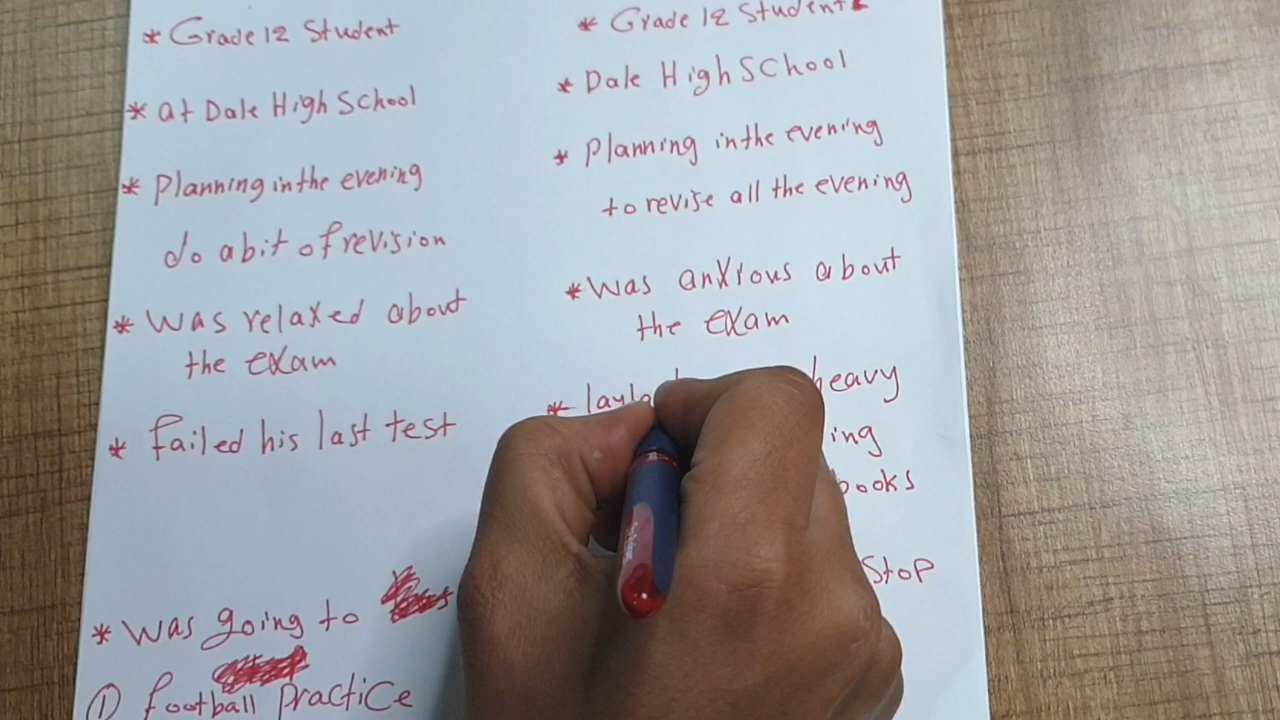 * Grade 12 Student
* at Dale High School
* Planning in the evening
do a bit of revision
* Was relaxed about
the exam
* failed his last test
* Was going to
① football practice
* Grade 12 Student
* Dale High School
* Planning in the evening
to revise all the evening
* Was anxious about
the exam
* heavy
books
Stop